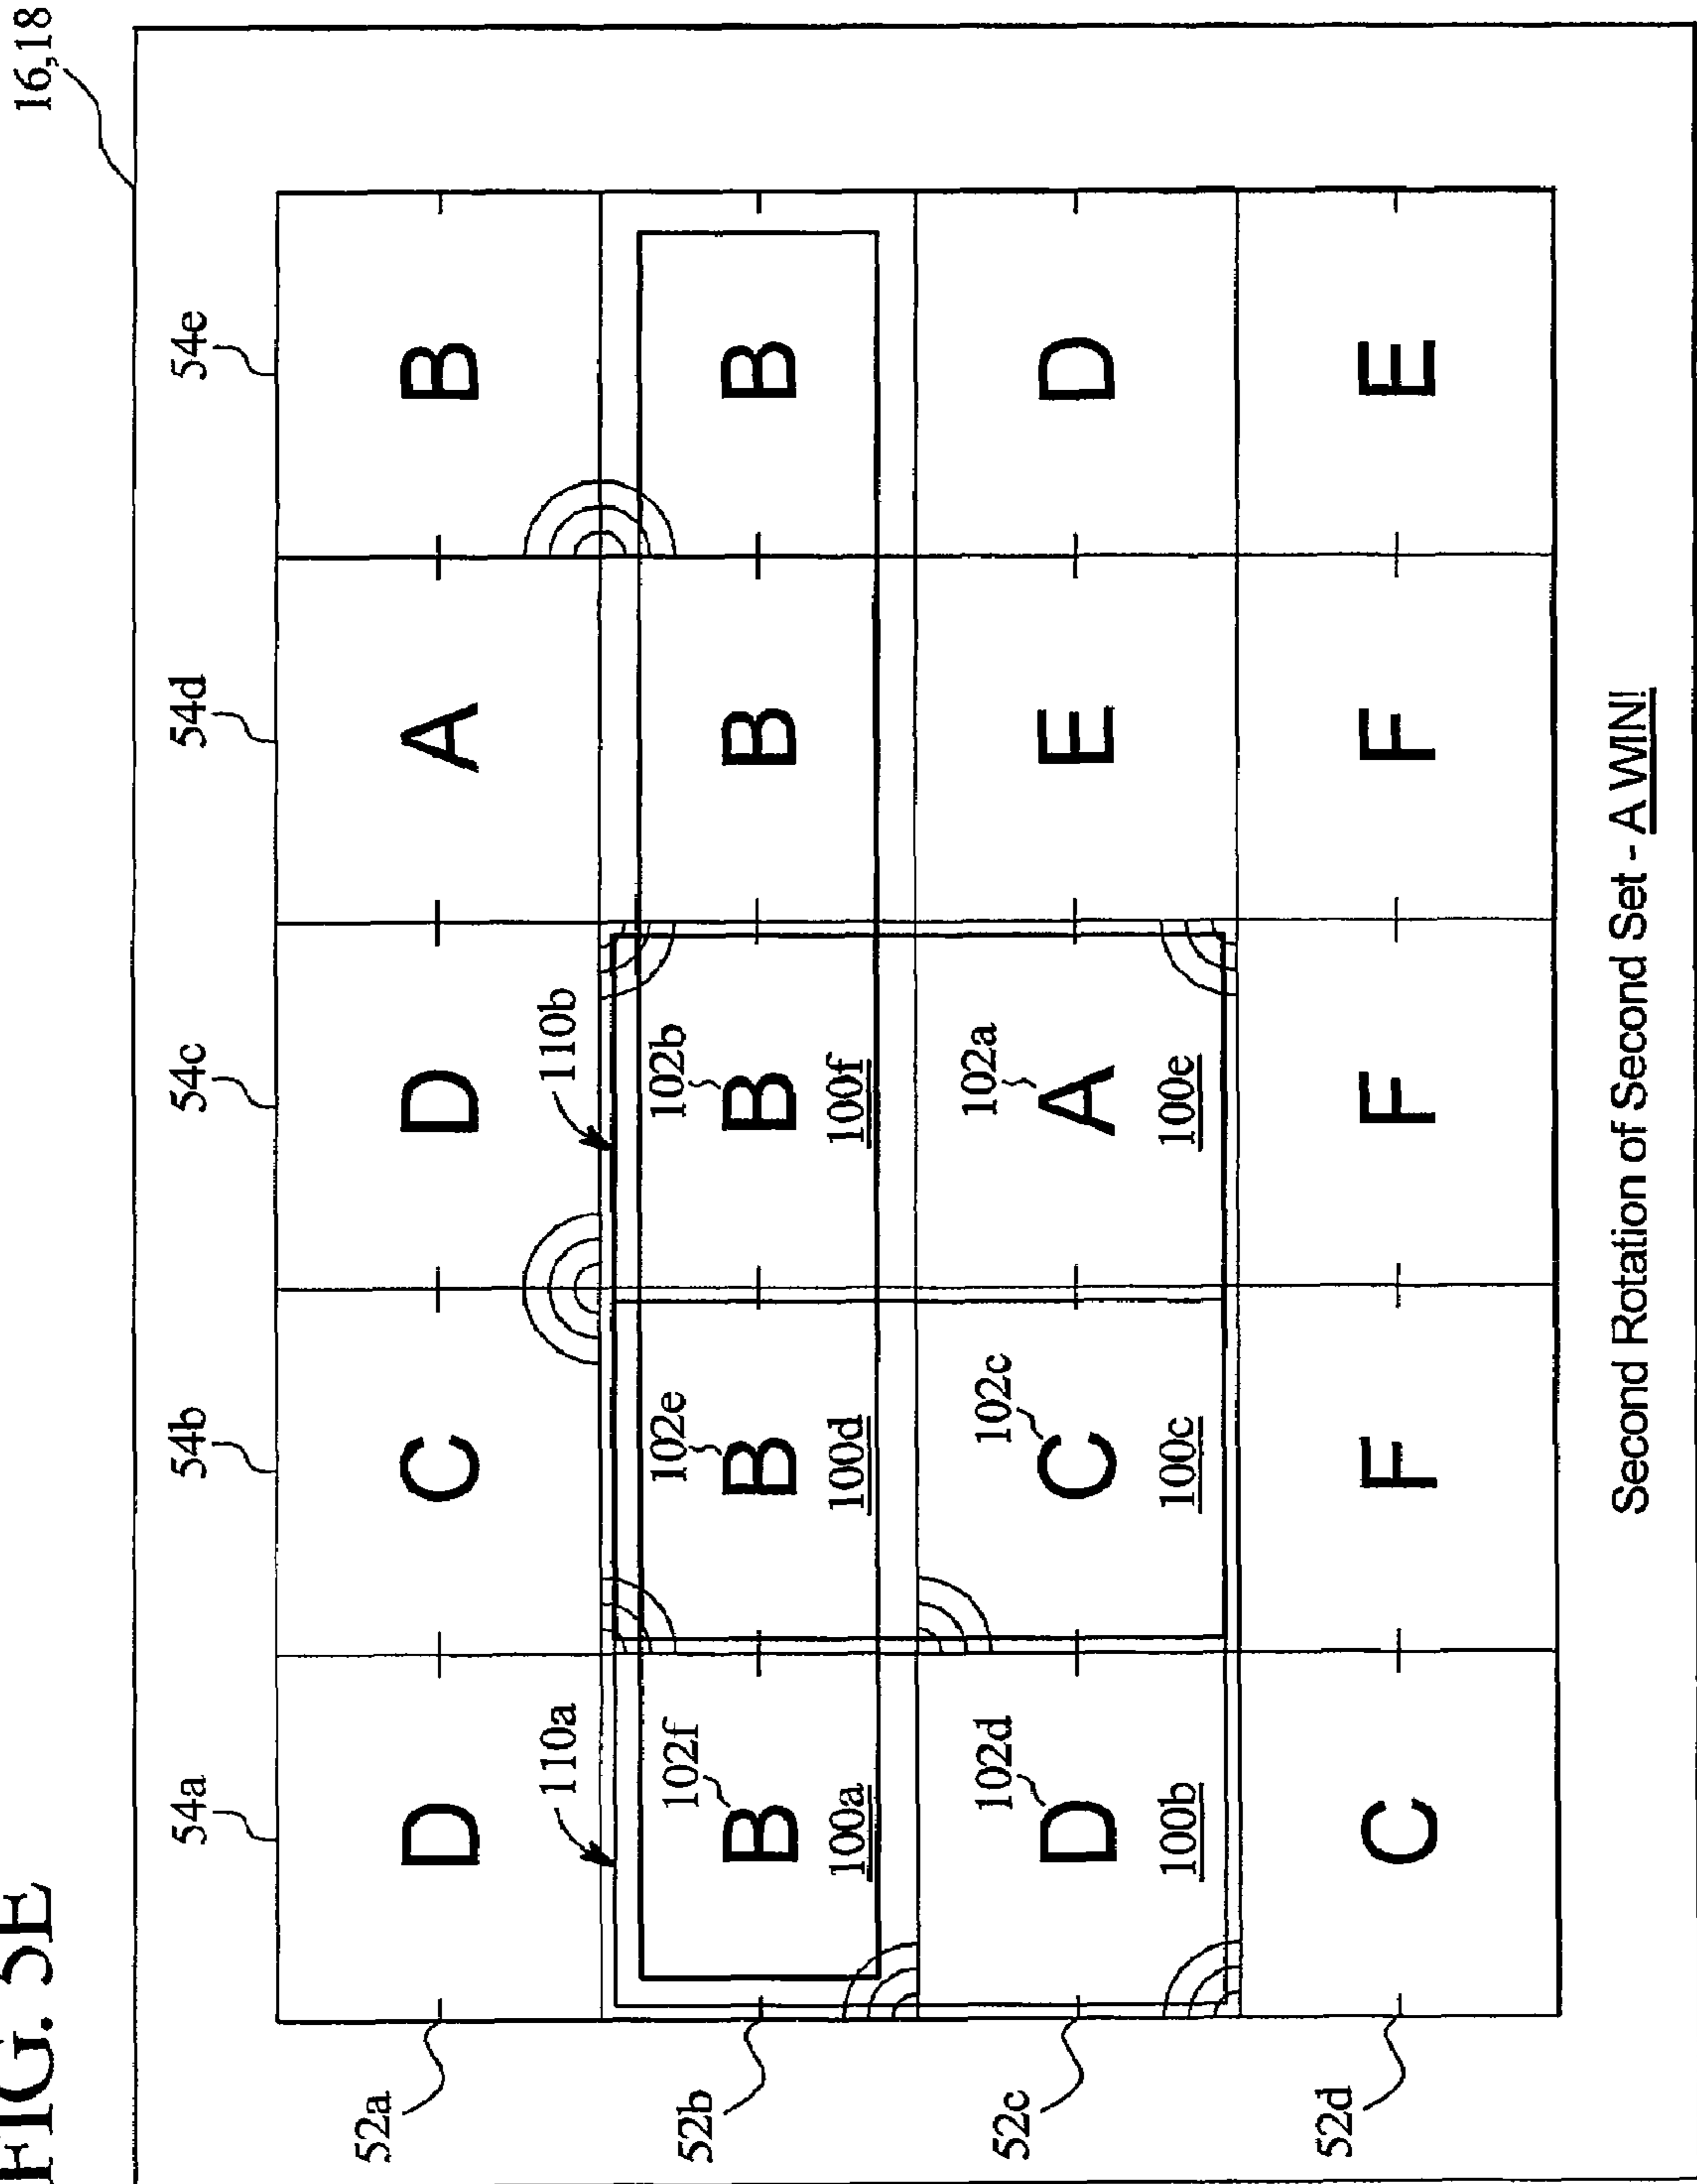 FIG. 5E
16,18
54a 54b 54c 54d 54e
52a D C D A B
110a 110b
102f 102e 102b
52b B B B B B
100a 100d 100f
102d 102c 102a
52c D C A E D
100b 100c 100e
52d C F F F E
Second Rotation of Second Set - A WIN!